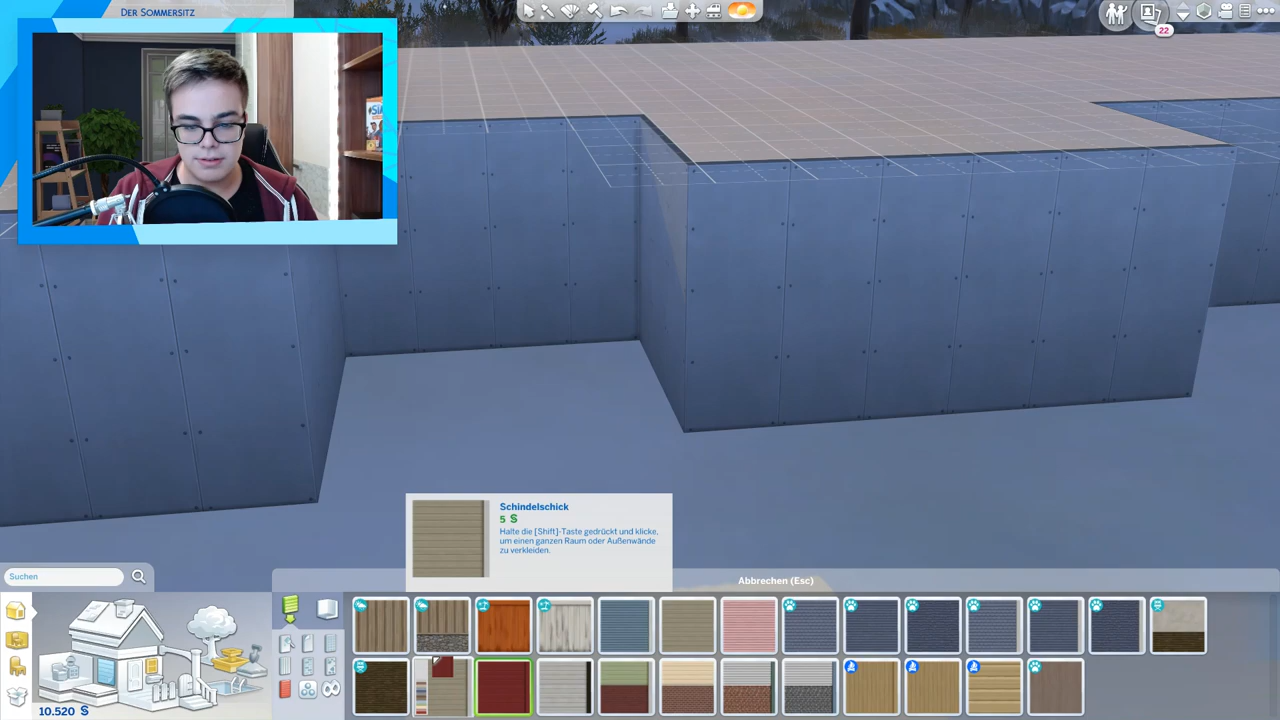 DER SOMMERSITZ
22
Schindelschick
5 $
Halte die [Shift]-Taste gedrückt und klicke,
um einen ganzen Raum oder Außenwände
zu verkleiden.
Suchen
Abbrechen (Esc)
10.520 $